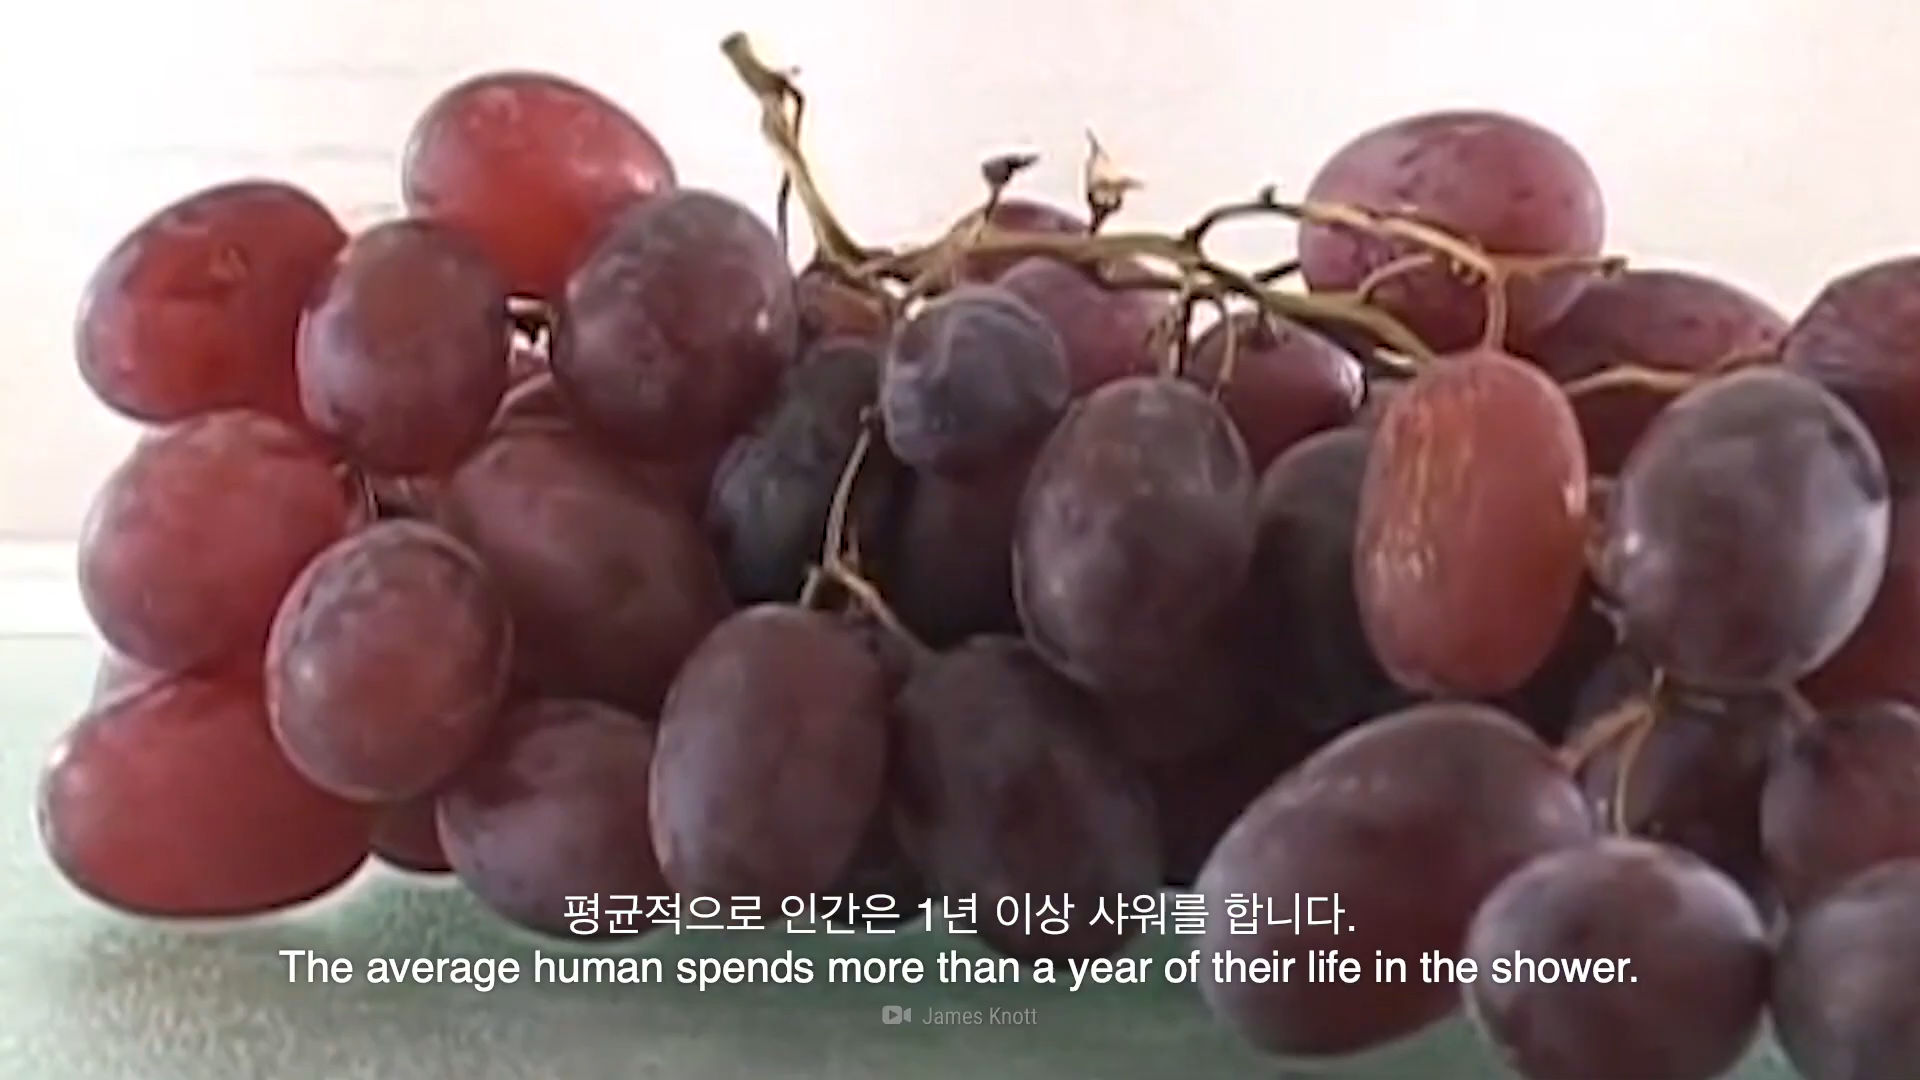 평균적으로 인간은 1년 이상 샤워를 합니다.
The average human spends more than a year of their life in the shower.
James Knott